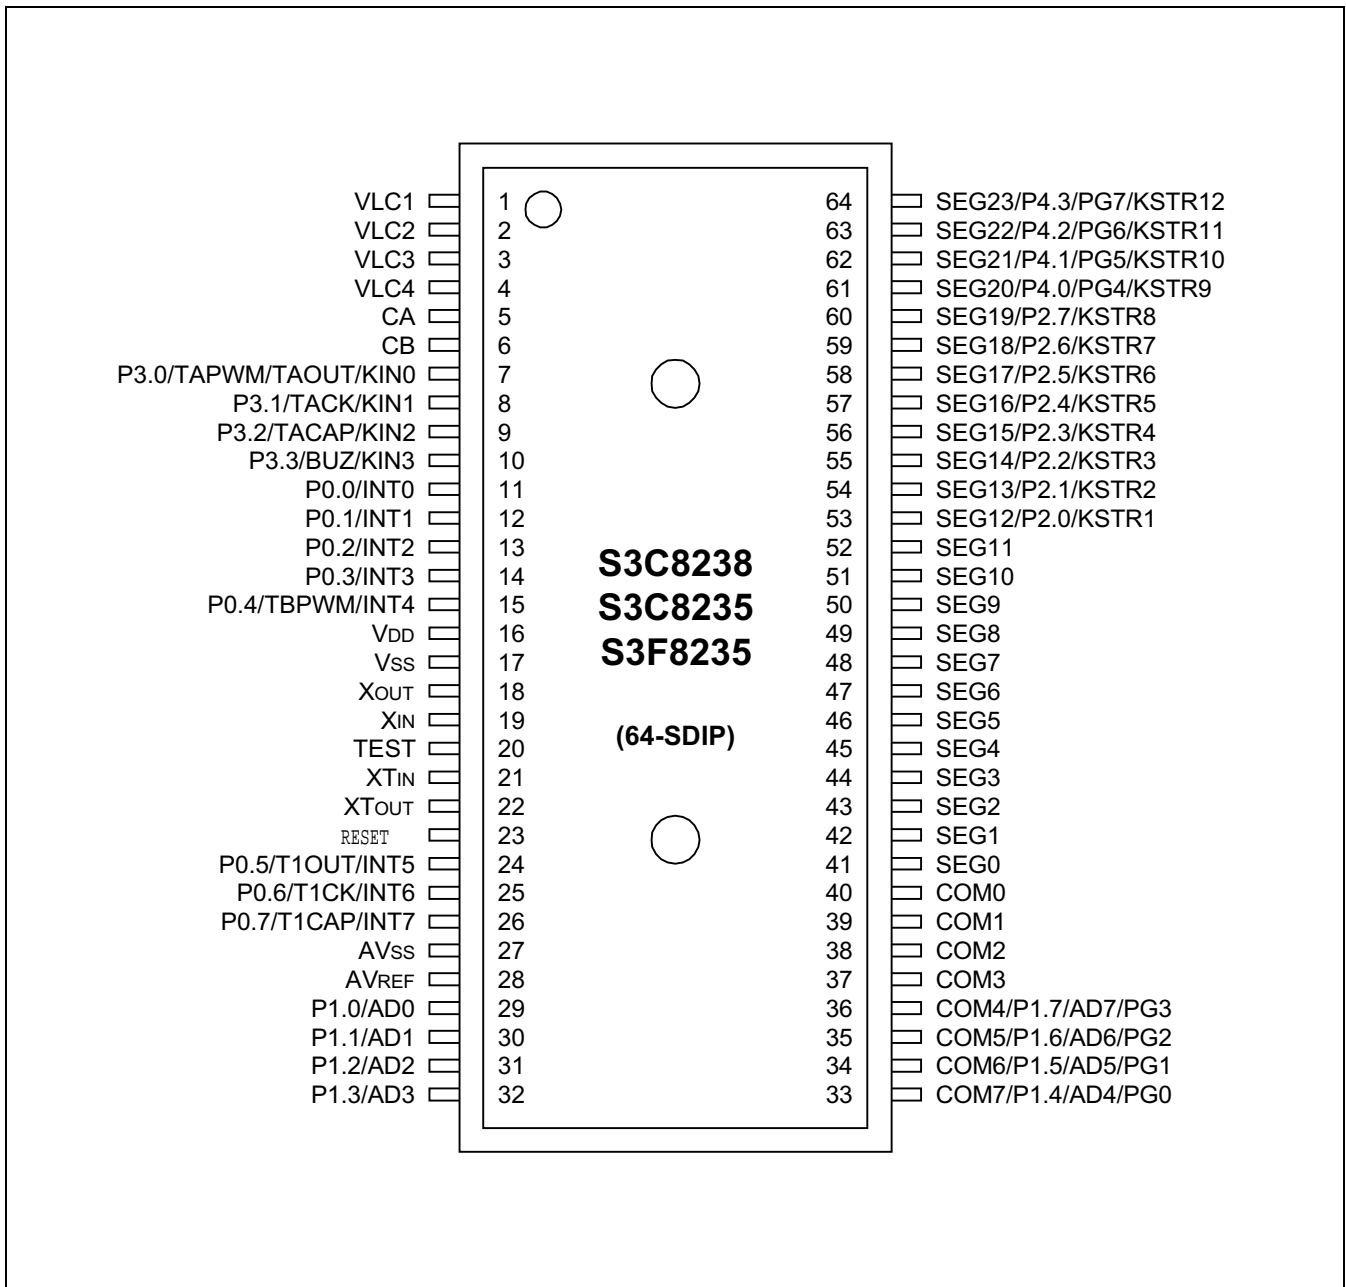 VLC1 1 64 SEG23/P4.3/PG7/KSTR12
VLC2 2 63 SEG22/P4.2/PG6/KSTR11
VLC3 3 62 SEG21/P4.1/PG5/KSTR10
VLC4 4 61 SEG20/P4.0/PG4/KSTR9
CA 5 60 SEG19/P2.7/KSTR8
CB 6 59 SEG18/P2.6/KSTR7
P3.0/TAPWM/TAOUT/KIN0 7 58 SEG17/P2.5/KSTR6
P3.1/TACK/KIN1 8 57 SEG16/P2.4/KSTR5
P3.2/TACAP/KIN2 9 56 SEG15/P2.3/KSTR4
P3.3/BUZ/KIN3 10 55 SEG14/P2.2/KSTR3
P0.0/INT0 11 54 SEG13/P2.1/KSTR2
P0.1/INT1 12 53 SEG12/P2.0/KSTR1
P0.2/INT2 13 52 SEG11
S3C8238
P0.3/INT3 14 51 SEG10
P0.4/TBPWM/INT4 15 S3C8235 50 SEG9
VDD 16 49 SEG8
S3F8235
VSS 17 48 SEG7
XOUT 18 47 SEG6
XIN 19 46 SEG5
(64-SDIP)
TEST 20 45 SEG4
XTIN 21 44 SEG3
XTOUT 22 43 SEG2
RESET 23 42 SEG1
P0.5/T1OUT/INT5 24 41 SEG0
P0.6/T1CK/INT6 25 40 COM0
P0.7/T1CAP/INT7 26 39 COM1
AVSS 27 38 COM2
AVREF 28 37 COM3
P1.0/AD0 29 36 COM4/P1.7/AD7/PG3
P1.1/AD1 30 35 COM5/P1.6/AD6/PG2
P1.2/AD2 31 34 COM6/P1.5/AD5/PG1
P1.3/AD3 32 33 COM7/P1.4/AD4/PG0